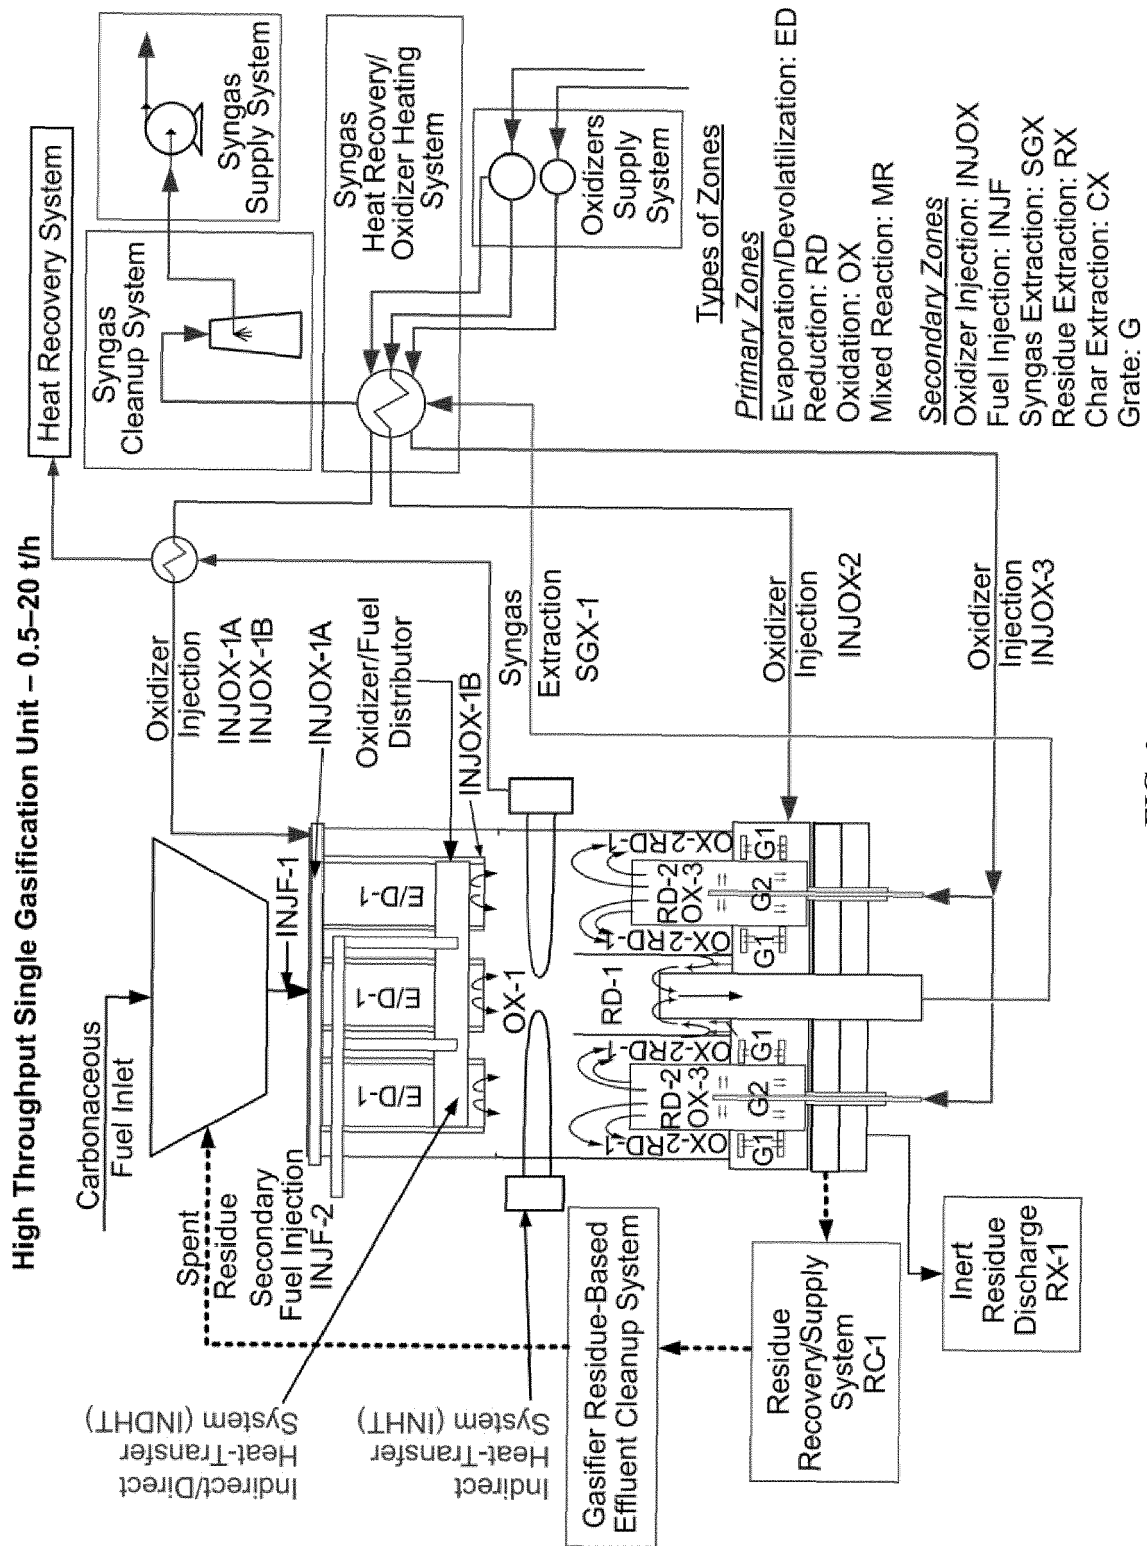 High Throughput Single Gasification Unit – 0.5–20 t/h
Carbonaceous
Fuel Inlet
Spent
Residue
Secondary
Fuel Injection
INJF-2
INJF-1
Oxidizer
Injection
INJOX-1A
INJOX-1B
INJOX-1A
Oxidizer/Fuel
Distributor
INJOX-1B
Heat Recovery System
Syngas
Cleanup System
Syngas
Supply System
Syngas
Heat Recovery/
Oxidizer Heating
System
Oxidizers
Supply
System
Syngas
Extraction
SGX-1
Oxidizer
Injection
INJOX-2
Oxidizer
Injection
INJOX-3
Indirect/Direct
Heat-Transfer
System (INDHT)
Indirect
Heat-Transfer
System (INHT)
E/D-1
E/D-1
E/D-1
OX-1
RD-1
OX-2RD-1
OX-2RD-1
OX-2RD-1
OX-2RD-1
RD-2
OX-3
RD-2
OX-3
G1
G2
G1
G1
G2
G1
Gasifier Residue-Based
Effluent Cleanup System
Residue
Recovery/Supply
System
RC-1
Inert
Residue
Discharge
RX-1
Types of Zones
Primary Zones
Evaporation/Devolatilization: ED
Reduction: RD
Oxidation: OX
Mixed Reaction: MR
Secondary Zones
Oxidizer Injection: INJOX
Fuel Injection: INJF
Syngas Extraction: SGX
Residue Extraction: RX
Char Extraction: CX
Grate: G